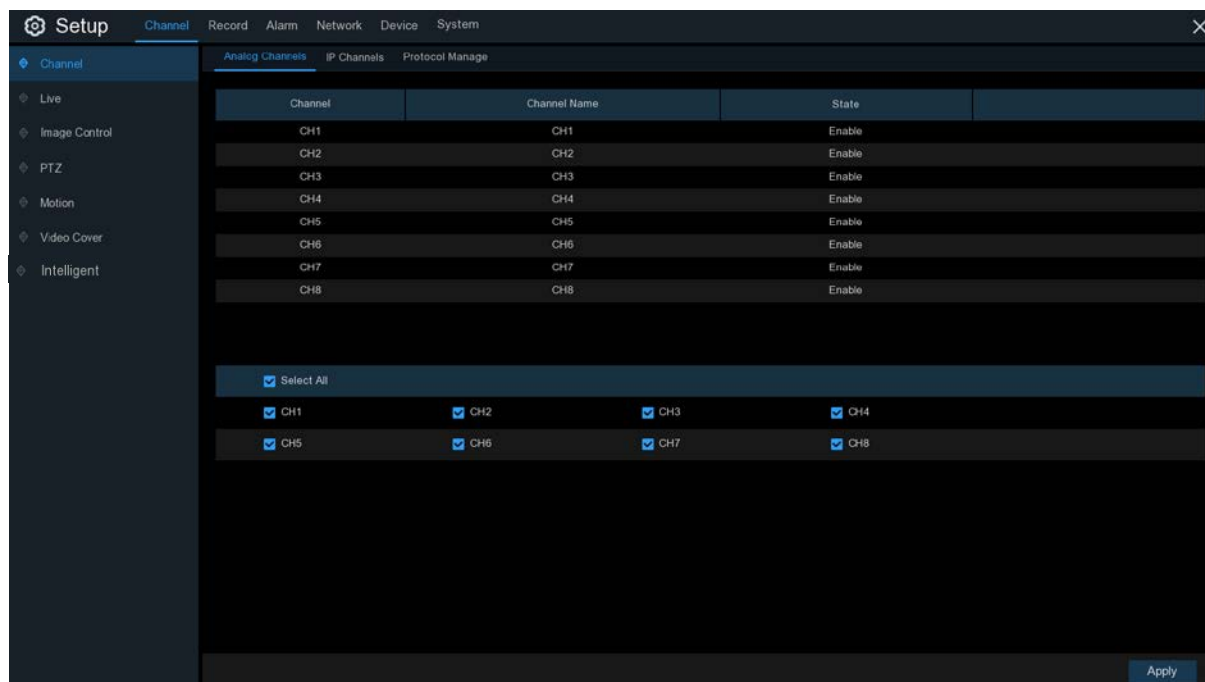 Setup Channel Record Alarm Network Device System
Analog Channels IP Channels Protocol Manage
Channel
Live
Image Control
PTZ
Motion
Video Cover
Intelligent
Channel Channel Name State
CH1 CH1 Enable
CH2 CH2 Enable
CH3 CH3 Enable
CH4 CH4 Enable
CH5 CH5 Enable
CH6 CH6 Enable
CH7 CH7 Enable
CH8 CH8 Enable
Select All
CH1 CH2 CH3 CH4
CH5 CH6 CH7 CH8
Apply